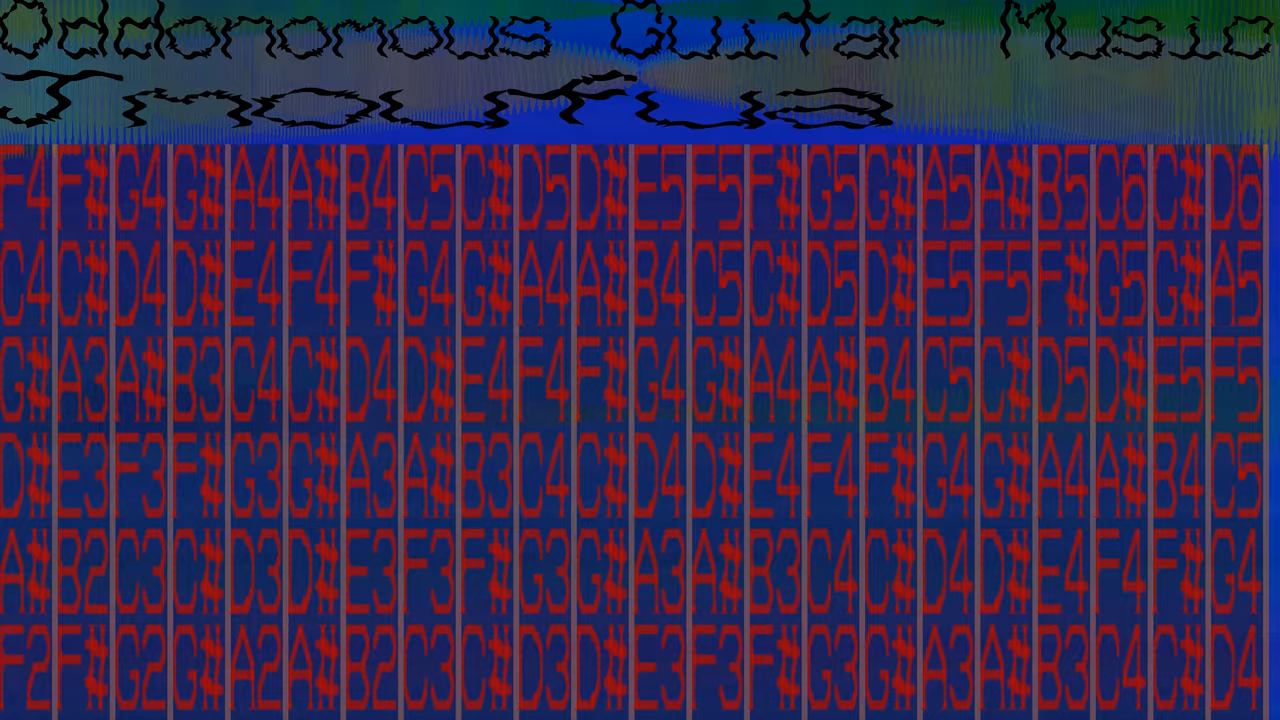 Guitar Music
F4 F# G4 G# A4 A# B4 C5 C# D5 D# E5 F5 F# G5 G# A5 A# B5 C6 C# D6
C4 C# D4 D# E4 F4 F# G4 G# A4 A# B4 C5 C# D5 D# E5 F5 F# G5 G# A5
G# A3 A# B3 C4 C# D4 D# E4 F4 F# G4 G# A4 A# B4 C5 C# D5 D# E5 F5
D# E3 F3 F# G3 G# A3 A# B3 C4 C# D4 D# E4 F4 F# G4 G# A4 A# B4 C5
A# B2 C3 C# D3 D# E3 F3 F# G3 G# A3 A# B3 C4 C# D4 D# E4 F4 F# G4
F2 F# G2 G# A2 A# B2 C3 C# D3 D# E3 F3 F# G3 G# A3 A# B3 C4 C# D4